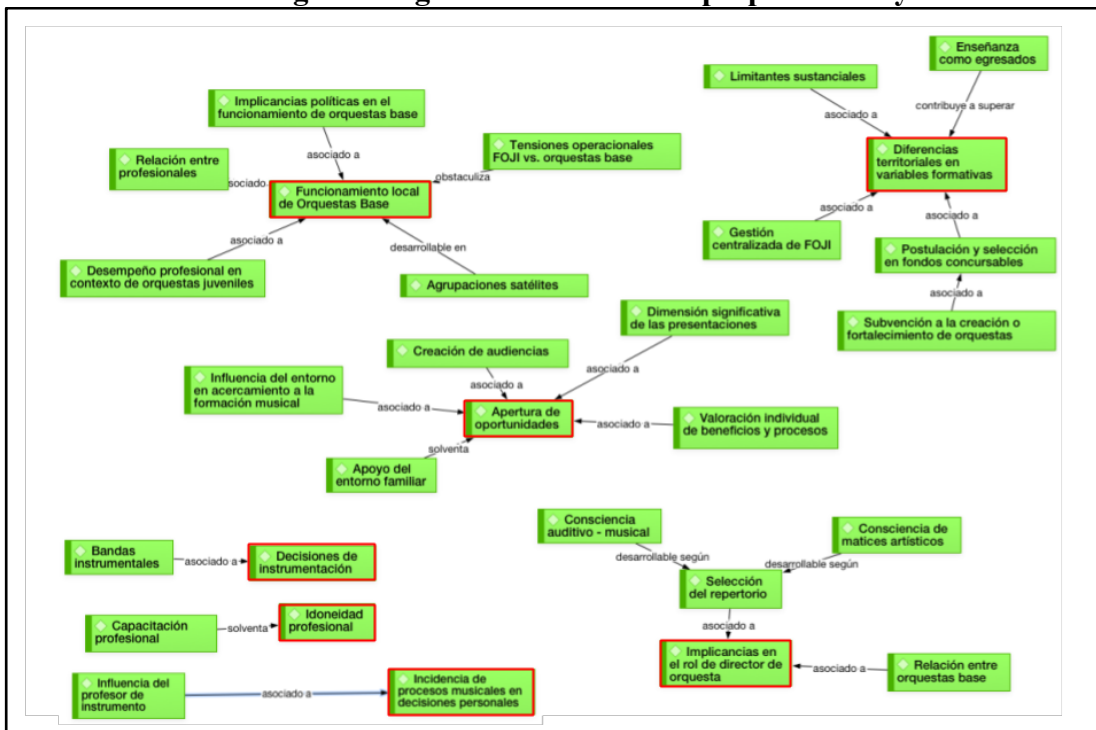 Enseñanza
como egresados
Limitantes sustanciales
contribuye a superar
asociado a
Diferencias
territoriales en
variables formativas
asociado a
Gestión
centralizada de FOJI
asociado a
Postulación y selección
en fondos concursables
asociado a
Subvención a la creación o
fortalecimiento de orquestas
Implicancias políticas en el
funcionamiento de orquestas base
asociado a
Tensiones operacionales
FOJI vs. orquestas base
obstaculiza
Relación entre
profesionales
sociado
Funcionamiento local
de Orquestas Base
asociado a
desarrollable en
Desempeño profesional en
contexto de orquestas juveniles
Agrupaciones satélites
Dimensión significativa
de las presentaciones
Creación de audiencias
asociado a
asociado a
Influencia del entorno
en acercamiento a la
formación musical
asociado a
Apertura de
oportunidades
asociado a
Valoración individual
de beneficios y procesos
solventa
Apoyo del
entorno familiar
Bandas
instrumentales
asociado a
Decisiones de
instrumentación
Capacitación
profesional
solventa
Idoneidad
profesional
Influencia del
profesor de
instrumento
asociado a
Incidencia de
procesos musicales en
decisiones personales
Consciencia
auditivo - musical
Consciencia de
matices artísticos
desarrollable según
desarrollable según
Selección
del repertorio
asociado a
Implicancias en
el rol de director de
orquesta
asociado a
Relación entre
orquestas base